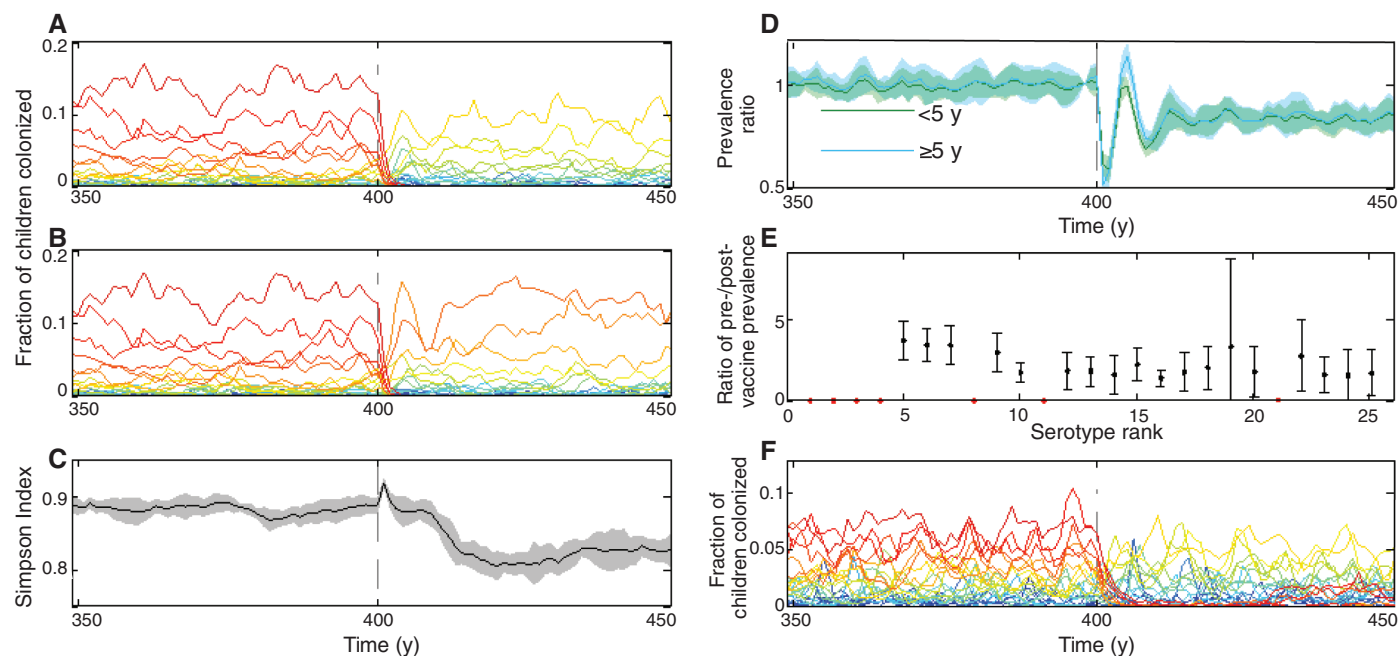 A
Fraction of children colonized
0.2
0.1
0
350
400
450
B
0.2
0.1
0
350
400
450
C
Simpson Index
0.9
0.8
350
400
450
Time (y)
D
Prevalence
ratio
1
0.5
<5 y
≥5 y
350
400
450
Time (y)
E
Ratio of pre-/post-
vaccine prevalence
5
0
0
5
10
15
20
25
Serotype rank
F
Fraction of
children colonized
0.1
0.05
0
350
400
450
Time (y)